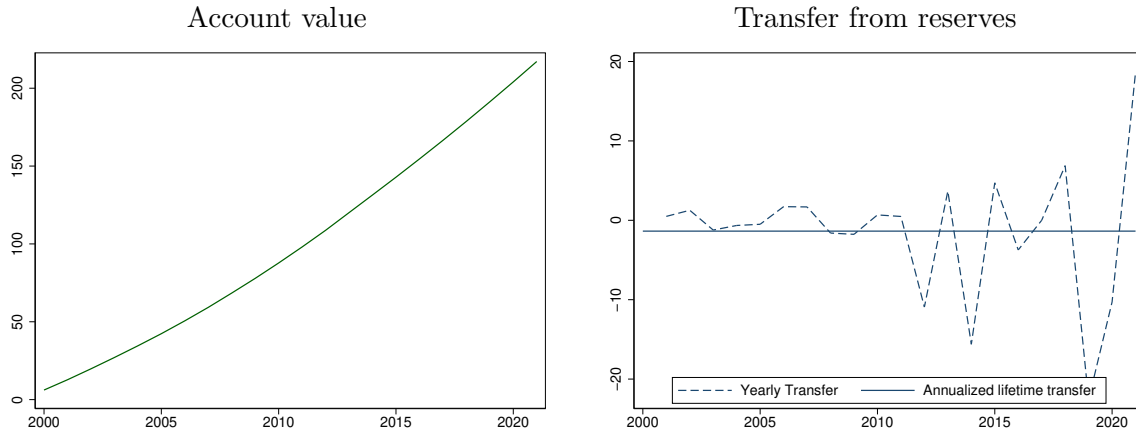 Account value
200
150
100
50
0
2000 2005 2010 2015 2020
Transfer from reserves
20
10
0
−10
−20
Yearly Transfer Annualized lifetime transfer
2000 2005 2010 2015 2020